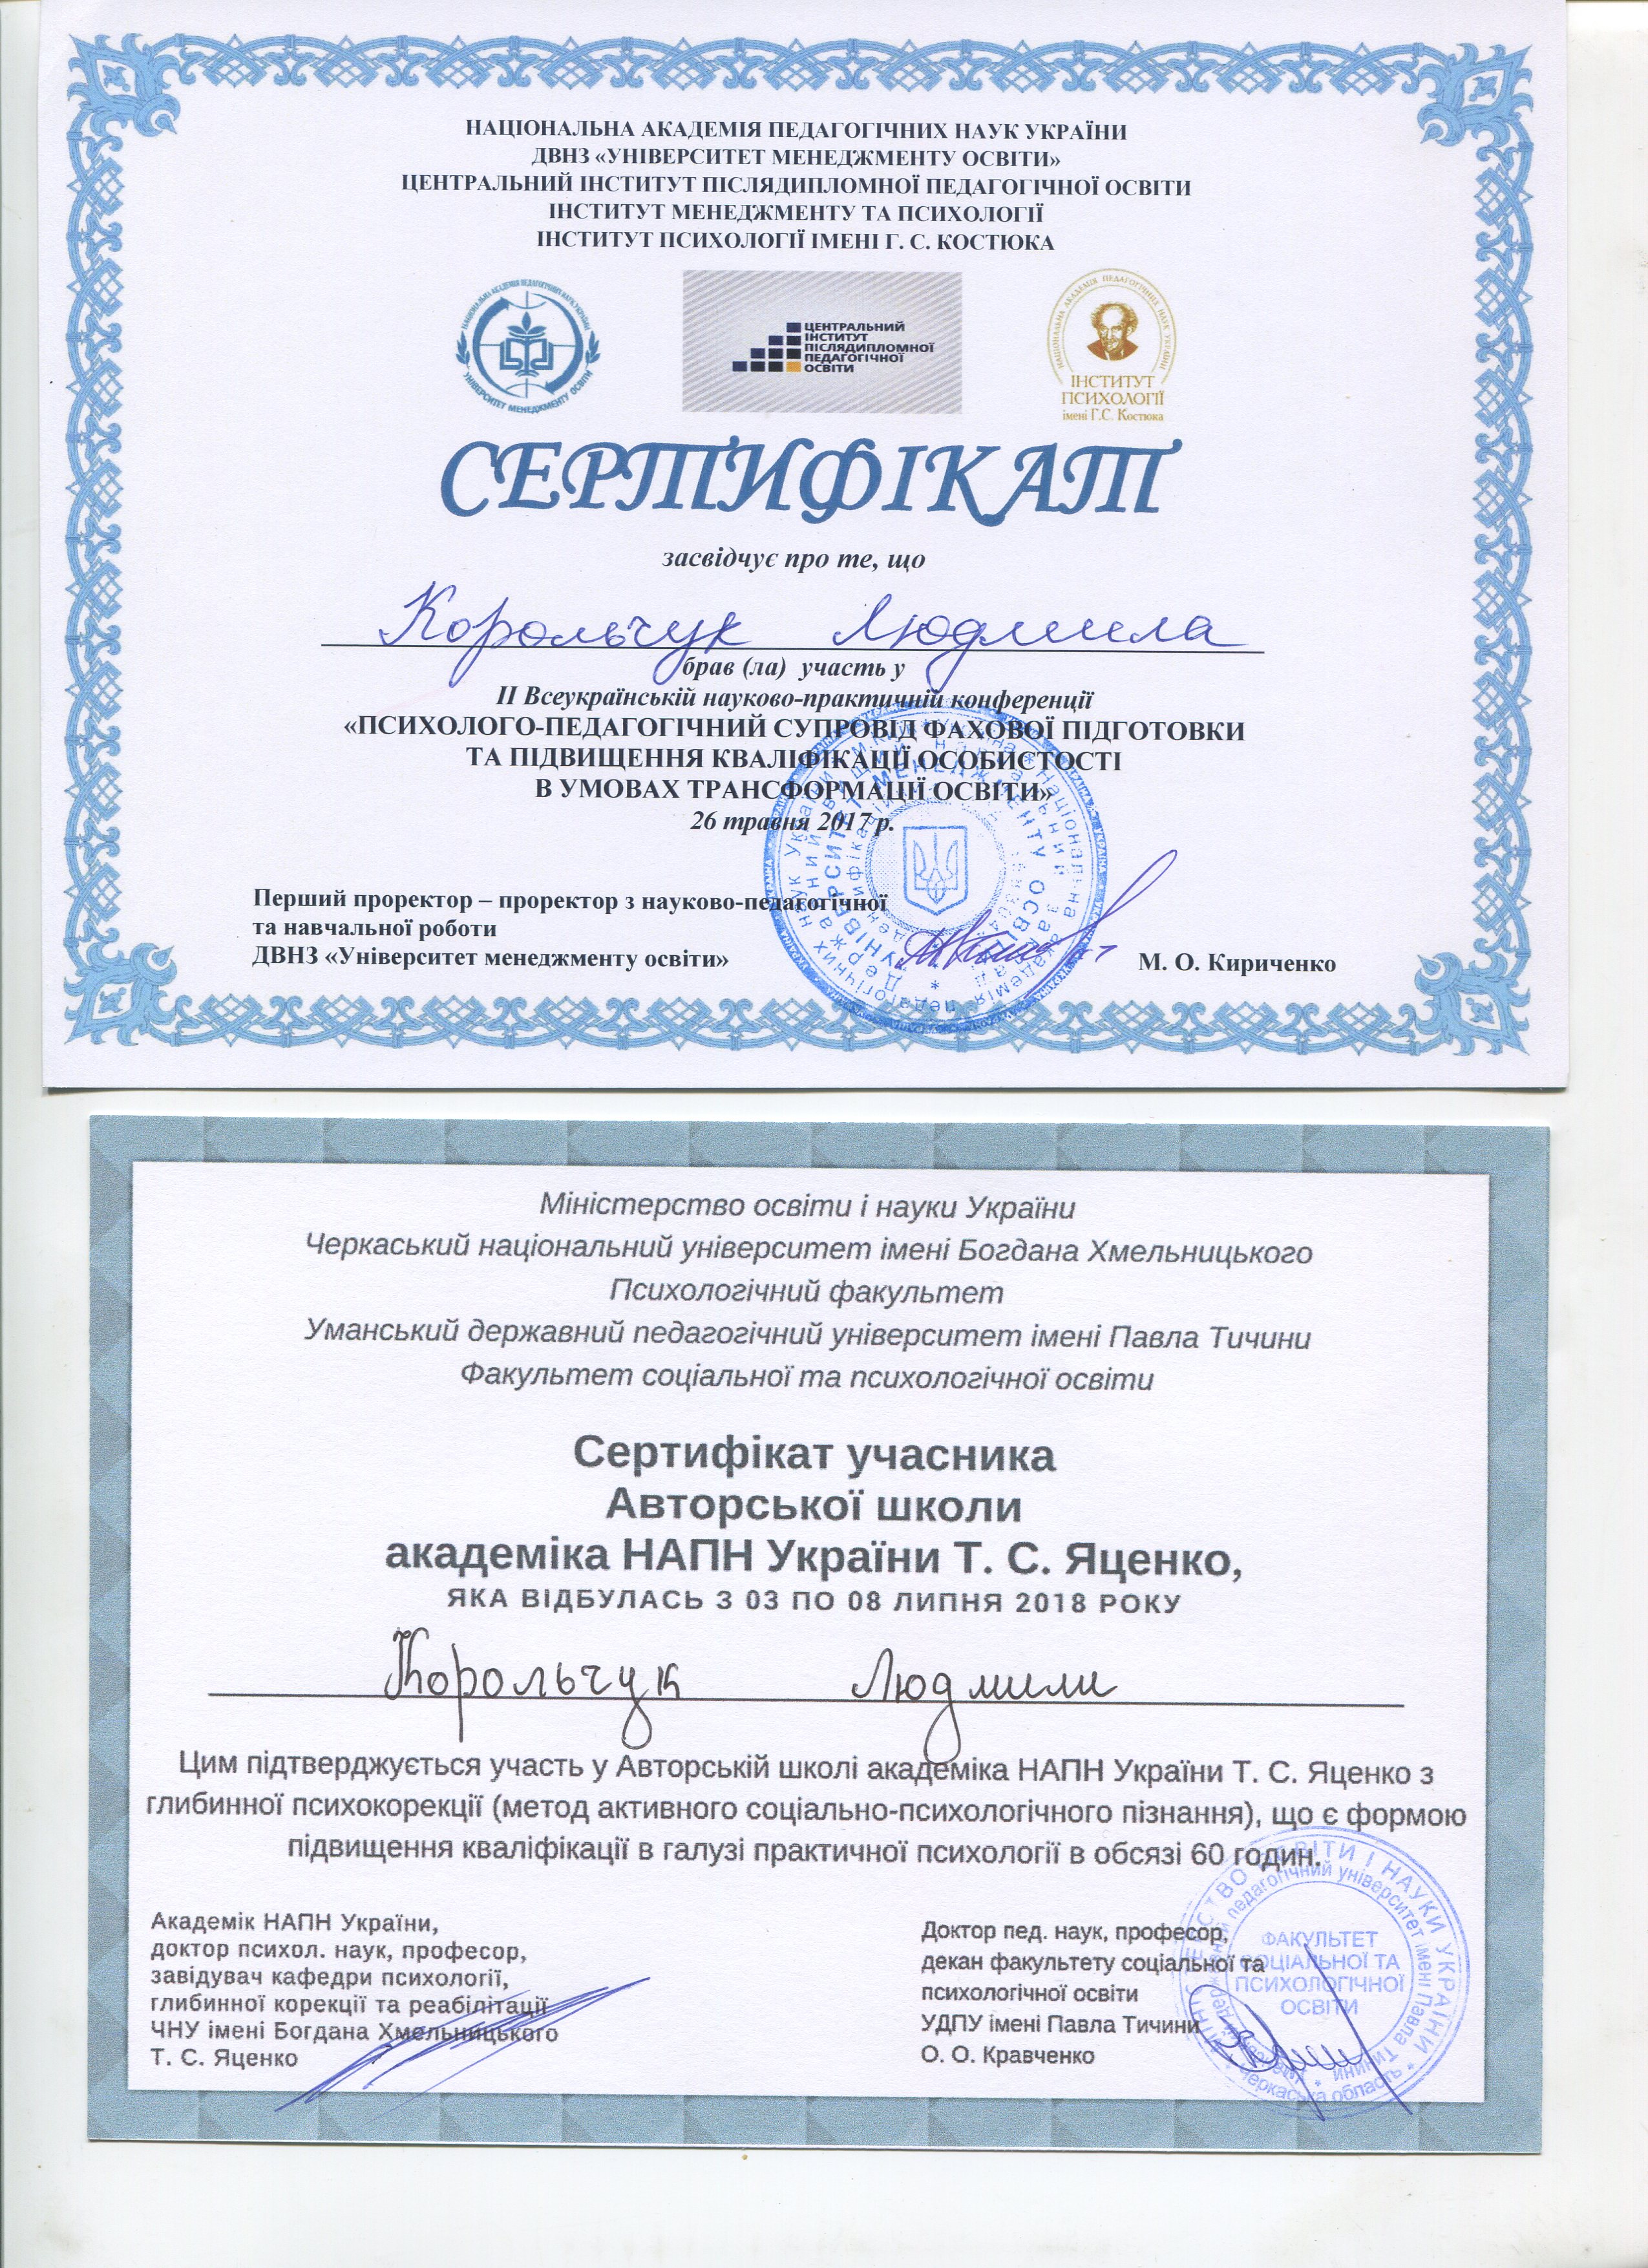 НАЦІОНАЛЬНА АКАДЕМІЯ ПЕДАГОГІЧНИХ НАУК УКРАЇНИ
ДВНЗ «УНІВЕРСИТЕТ МЕНЕДЖМЕНТУ ОСВІТИ»
ЦЕНТРАЛЬНИЙ ІНСТИТУТ ПІСЛЯДИПЛОМНОЇ ПЕДАГОГІЧНОЇ ОСВІТИ
ІНСТИТУТ МЕНЕДЖМЕНТУ ТА ПСИХОЛОГІЇ
ІНСТИТУТ ПСИХОЛОГІЇ ІМЕНІ Г. С. КОСТЮКА
НАЦІОНАЛЬНА АКАДЕМІЯ ПЕДАГОГІЧНИХ НАУК УКРАЇНИ
УНІВЕРСИТЕТ МЕНЕДЖМЕНТУ ОСВІТИ
ЦЕНТРАЛЬНИЙ
ІНСТИТУТ
ПІСЛЯДИПЛОМНОЇ
ПЕДАГОГІЧНОЇ
ОСВІТИ
НАЦІОНАЛЬНА АКАДЕМІЯ ПЕДАГОГІЧНИХ НАУК УКРАЇНИ
ІНСТИТУТ
ПСИХОЛОГІЇ
імені Г.С. Костюка
СЕРТИФІКАТ
засвідчує про те, що
Корольчук Людмила
брав (ла) участь у
ІІ Всеукраїнській науково-практичній конференції
«ПСИХОЛОГО-ПЕДАГОГІЧНИЙ СУПРОВІД ФАХОВОЇ ПІДГОТОВКИ
ТА ПІДВИЩЕННЯ КВАЛІФІКАЦІЇ ОСОБИСТОСТІ
В УМОВАХ ТРАНСФОРМАЦІЇ ОСВІТИ»
26 травня 2017 р.
Перший проректор – проректор з науково-педагогічної
та навчальної роботи
ДВНЗ «Університет менеджменту освіти»
М. О. Кириченко
Міністерство освіти і науки України
Черкаський національний університет імені Богдана Хмельницького
Психологічний факультет
Уманський державний педагогічний університет імені Павла Тичини
Факультет соціальної та психологічної освіти
Сертифікат учасника
Авторської школи
академіка НАПН України Т. С. Яценко,
ЯКА ВІДБУЛАСЬ З 03 ПО 08 ЛИПНЯ 2018 РОКУ
Корольчук Людмили
Цим підтверджується участь у Авторській школі академіка НАПН України Т. С. Яценко з
глибинної психокорекції (метод активного соціально-психологічного пізнання), що є формою
підвищення кваліфікації в галузі практичної психології в обсязі 60 годин.
Академік НАПН України,
доктор психол. наук, професор,
завідувач кафедри психології,
глибинної корекції та реабілітації
ЧНУ імені Богдана Хмельницького
Т. С. Яценко
Доктор пед. наук, професор,
декан факультету соціальної та
психологічної освіти
УДПУ імені Павла Тичини
О. О. Кравченко
ФАКУЛЬТЕТ
СОЦІАЛЬНОЇ ТА
ПСИХОЛОГІЧНОЇ
ОСВІТИ